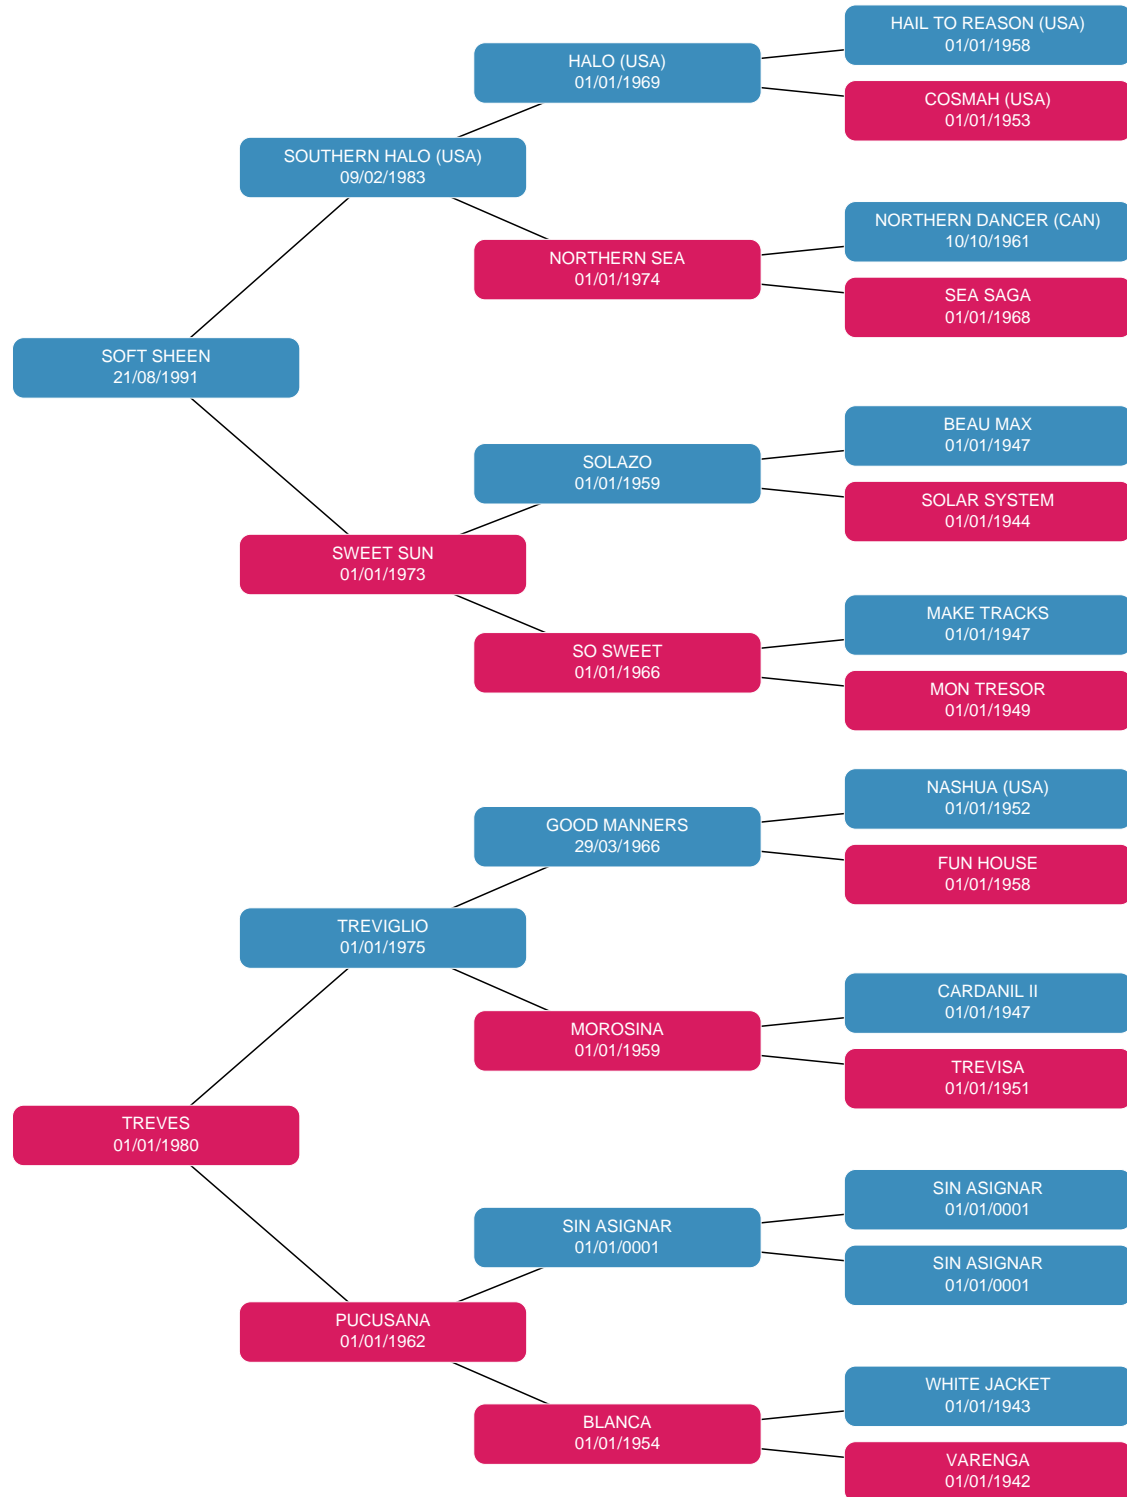 HAIL TO REASON (USA)
01/01/1958
HALO (USA)
01/01/1969
COSMAH (USA)
01/01/1953
SOUTHERN HALO (USA)
09/02/1983
NORTHERN DANCER (CAN)
10/10/1961
NORTHERN SEA
01/01/1974
SEA SAGA
01/01/1968
SOFT SHEEN
21/08/1991
BEAU MAX
01/01/1947
SOLAZO
01/01/1959
SOLAR SYSTEM
01/01/1944
SWEET SUN
01/01/1973
MAKE TRACKS
01/01/1947
SO SWEET
01/01/1966
MON TRESOR
01/01/1949
NASHUA (USA)
01/01/1952
GOOD MANNERS
29/03/1966
FUN HOUSE
01/01/1958
TREVIGLIO
01/01/1975
CARDANIL II
01/01/1947
MOROSINA
01/01/1959
TREVISA
01/01/1951
TREVES
01/01/1980
SIN ASIGNAR
01/01/0001
SIN ASIGNAR
01/01/0001
SIN ASIGNAR
01/01/0001
PUCUSANA
01/01/1962
WHITE JACKET
01/01/1943
BLANCA
01/01/1954
VARENGA
01/01/1942